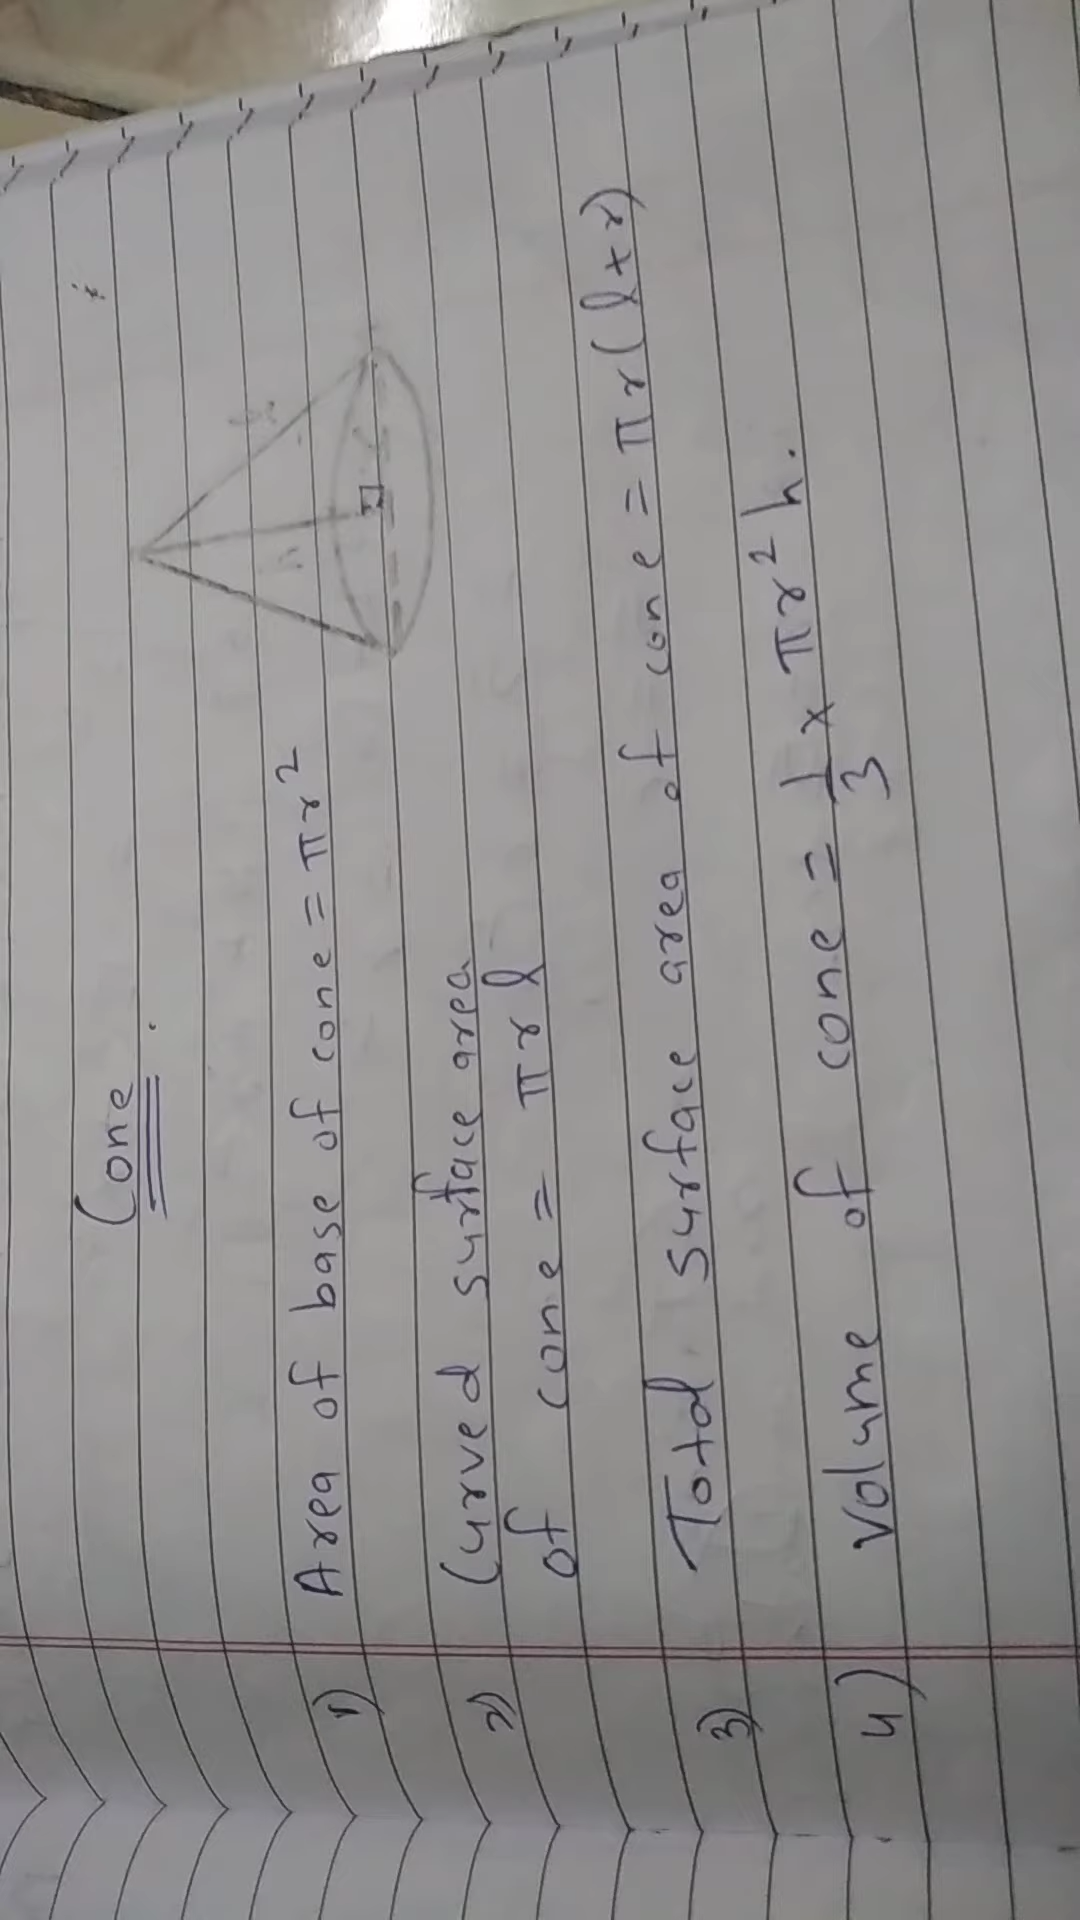 Cone
1) Area of base of cone = πr²
2) Curved surface area
of cone = πrl
3) Total surface area of cone = πr(l+r)
4) Volume of cone = 1/3 × πr²h.
h